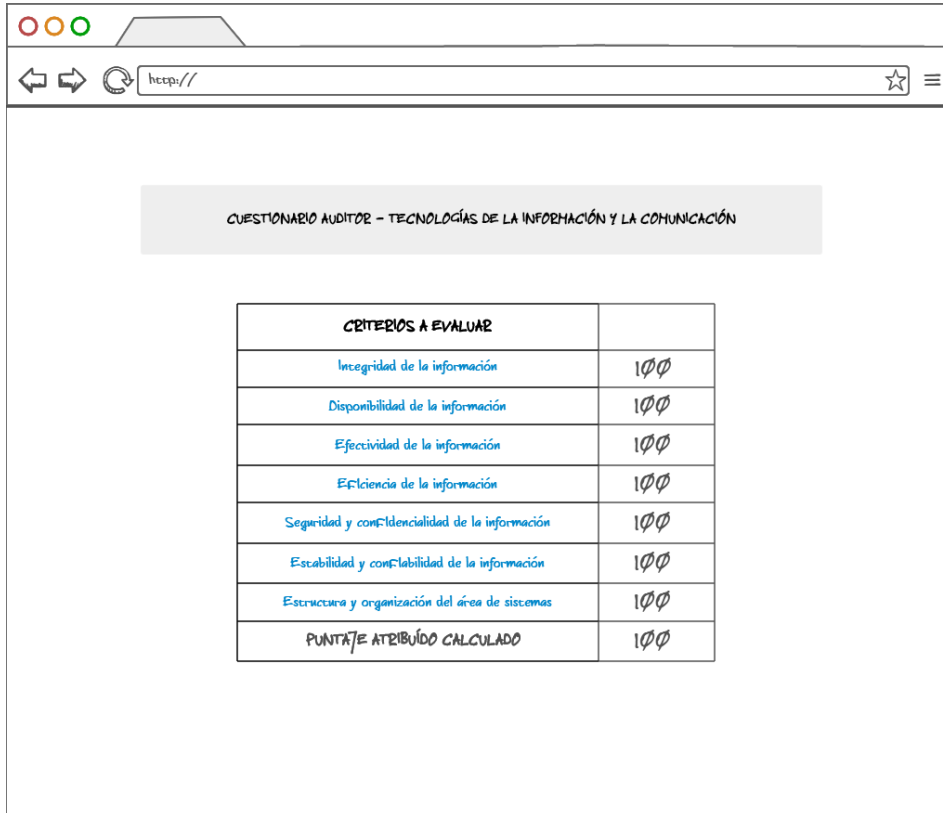 http://
CUESTIONARIO AUDITOR - TECNOLOGÍAS DE LA INFORMACIÓN Y LA COMUNICACIÓN
CRITERIOS A EVALUAR
Integridad de la información 100
Disponibilidad de la información 100
Efectividad de la información 100
Eficiencia de la información 100
Seguridad y confidencialidad de la información 100
Estabilidad y confiabilidad de la información 100
Estructura y organización del área de sistemas 100
PUNTAJE ATRIBUÍDO CALCULADO 100